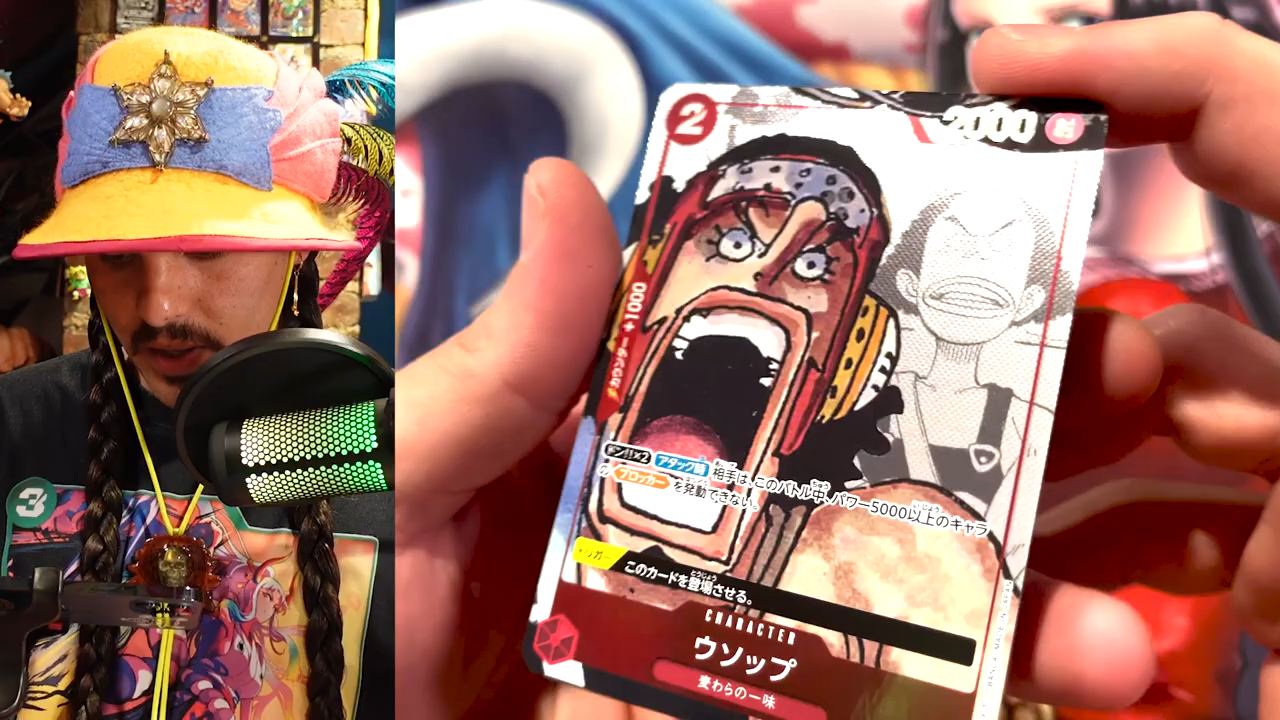 3
2
2000
射
カウンター+1000
ドン!!×2 アタック時 相手は、このバトル中、パワー5000以上のキャラ
の ブロッカー を発動できない。
トリガー このカードを登場させる。
CHARACTER
ウソップ
麦わらの一味